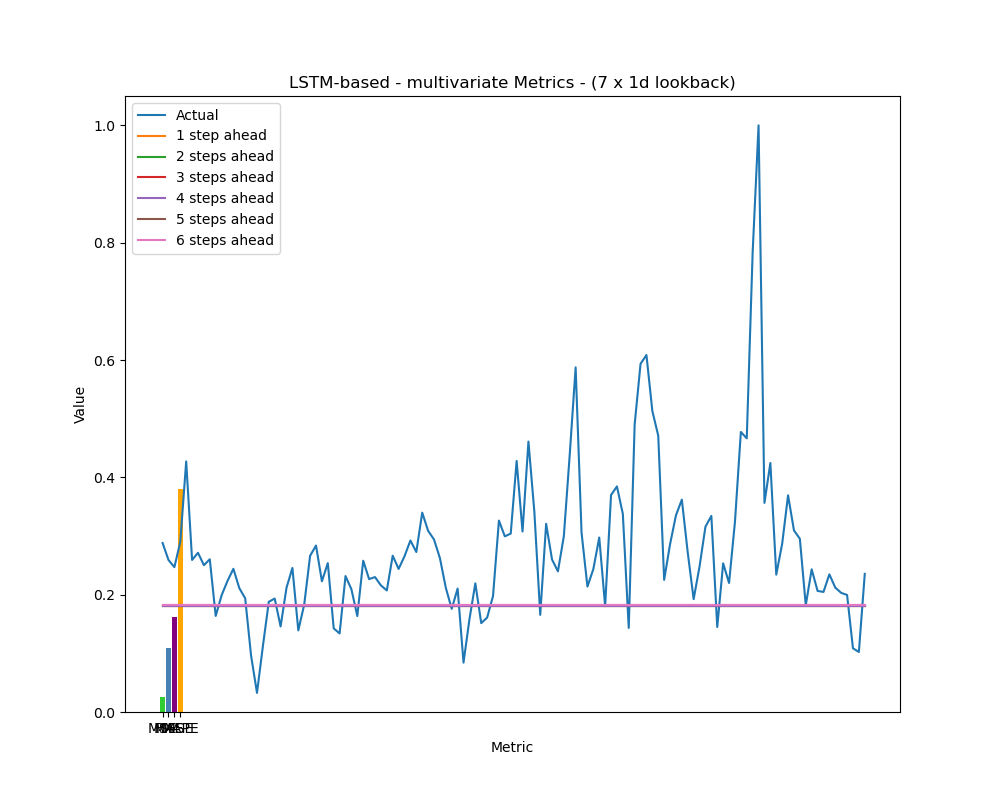 LSTM-based - multivariate Metrics - (7 x 1d lookback)
Actual
1 step ahead
2 steps ahead
3 steps ahead
4 steps ahead
5 steps ahead
6 steps ahead
1.0
0.8
0.6
0.4
0.2
0.0
Value
Metric